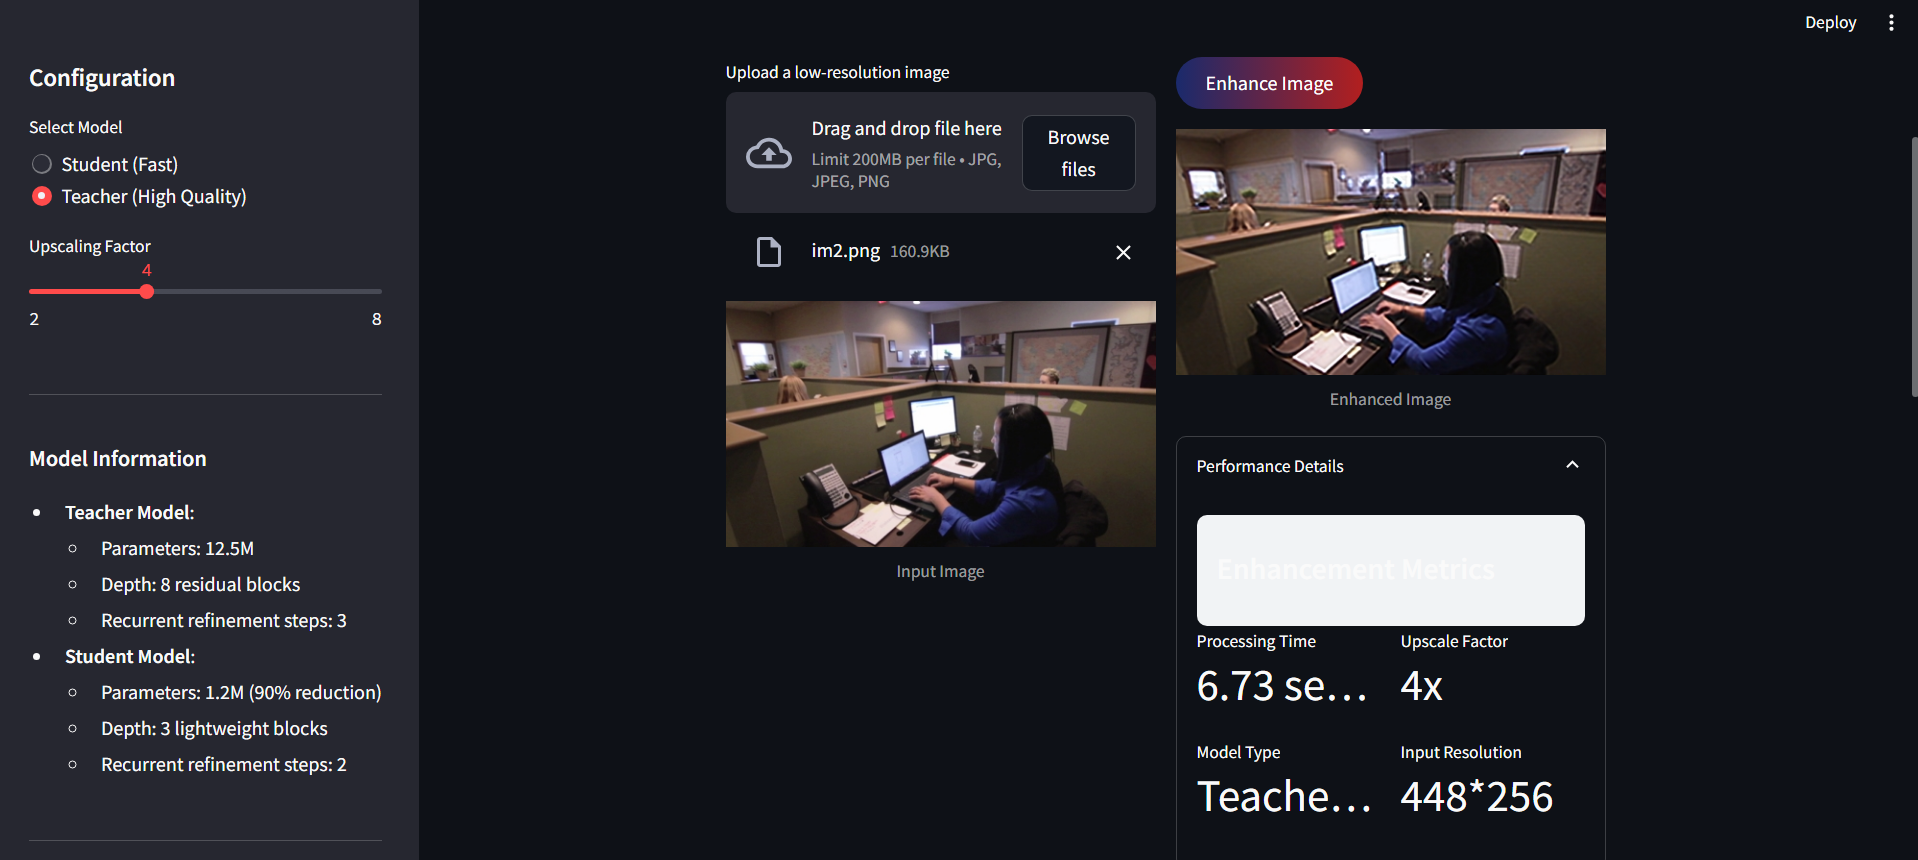 Deploy
Configuration
Select Model
Student (Fast)
Teacher (High Quality)
Upscaling Factor
4
2
8
Model Information
Teacher Model:
Parameters: 12.5M
Depth: 8 residual blocks
Recurrent refinement steps: 3
Student Model:
Parameters: 1.2M (90% reduction)
Depth: 3 lightweight blocks
Recurrent refinement steps: 2
Upload a low-resolution image
Drag and drop file here
Limit 200MB per file • JPG,
JPEG, PNG
Browse
files
im2.png 160.9KB
Input Image
Enhance Image
Enhanced Image
Performance Details
Enhancement Metrics
Processing Time
6.73 se...
Upscale Factor
4x
Model Type
Teache...
Input Resolution
448*256